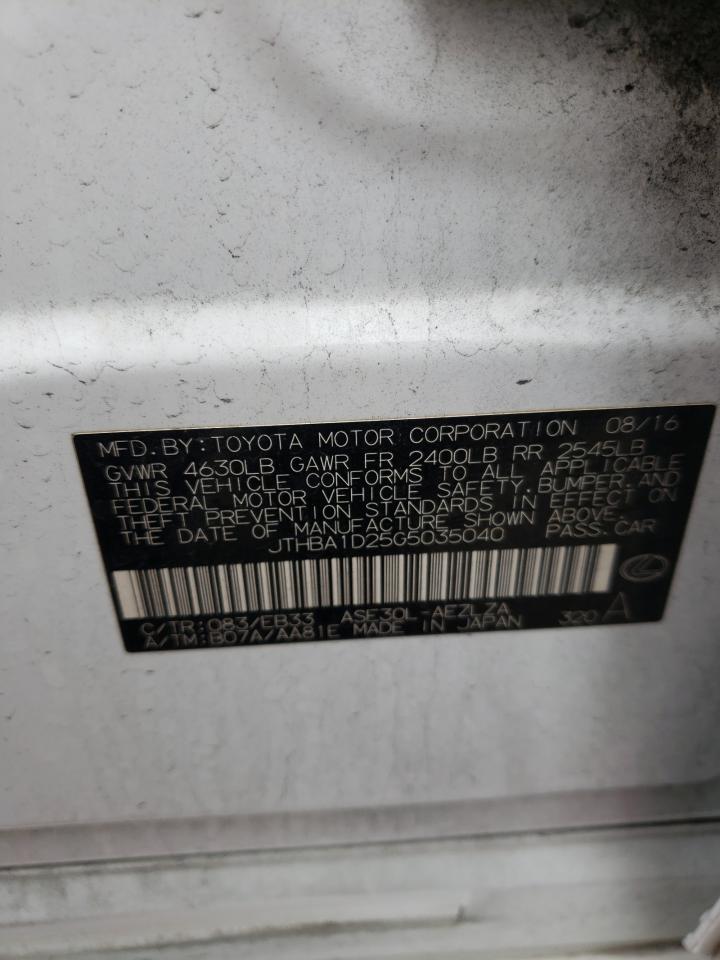 MFD.BY:TOYOTA MOTOR CORPORATION 08/16
GVWR 4630LB GAWR FR 2400LB RR 2545LB
THIS VEHICLE CONFORMS TO ALL APPLICABLE
FEDERAL MOTOR VEHICLE SAFETY,BUMPER,AND
THEFT PREVENTION STANDARDS IN EFFECT ON
THE DATE OF MANUFACTURE SHOWN ABOVE.
JTHBA1D25G5035040 PASS.CAR
C/TR:083/EB33 ASE30L-AEZLZA
A/TM:B07A/AA81E MADE IN JAPAN 320 A